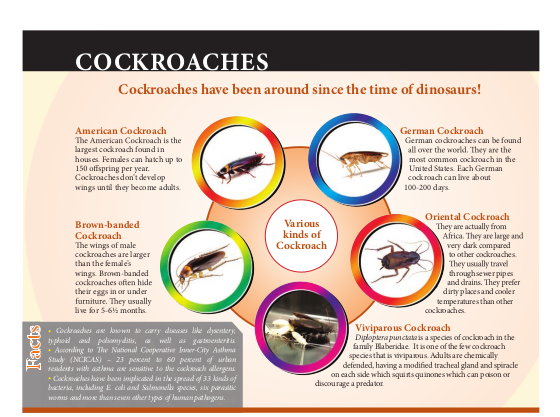 COCKROACHES
Cockroaches have been around since the time of dinosaurs!
American Cockroach
The American Cockroach is the
largest cockroach found in
houses. Females can hatch up to
150 offspring per year.
Cockroaches don't develop
wings until they become adults.
German Cockroach
German cockroaches can be found
all over the world. They are the
most common cockroach in the
United States. Each German
cockroach can live about
100-200 days.
Brown-banded
Cockroach
The wings of male
cockroaches are larger
than the female's
wings. Brown-banded
cockroaches often hide
their eggs in or under
furniture. They usually
live for 5-6½ months.
Various
kinds of
Cockroach
Oriental Cockroach
They are actually from
Africa. They are large and
very dark compared
to other cockroaches.
They usually travel
through sewer pipes
and drains. They prefer
dirty places and cooler
temperatures than other
cockroaches.
Viviparous Cockroach
Diploptera punctata is a species of cockroach in the
family Blaberidae. It is one of the few cockroach
species that is viviparous. Adults are chemically
defended, having a modified tracheal gland and spiracle
on each side which squirts quinones which can poison or
discourage a predator.
Facts
• Cockroaches are known to carry diseases like dysentery,
typhoid and poliomyditis, as well as gastroenteritis.
• According to The National Cooperative Inner-City Asthma
Study (NCICAS) – 23 percent to 60 percent of urban
residents with asthma are sensitive to the cockroach allergens.
• Cockroaches have been implicated in the spread of 33 kinds of
bacteria, including E. coli and Salmonella species, six parasitic
worms and more than seven other types of human pathogens.